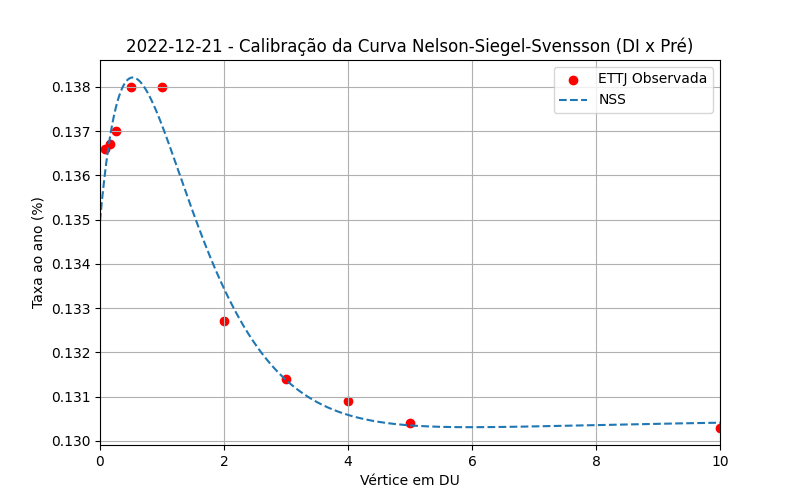 2022-12-21 - Calibração da Curva Nelson-Siegel-Svensson (DI x Pré)
ETTJ Observada
NSS
Taxa ao ano (%)
0.138
0.137
0.136
0.135
0.134
0.133
0.132
0.131
0.130
0 2 4 6 8 10
Vértice em DU